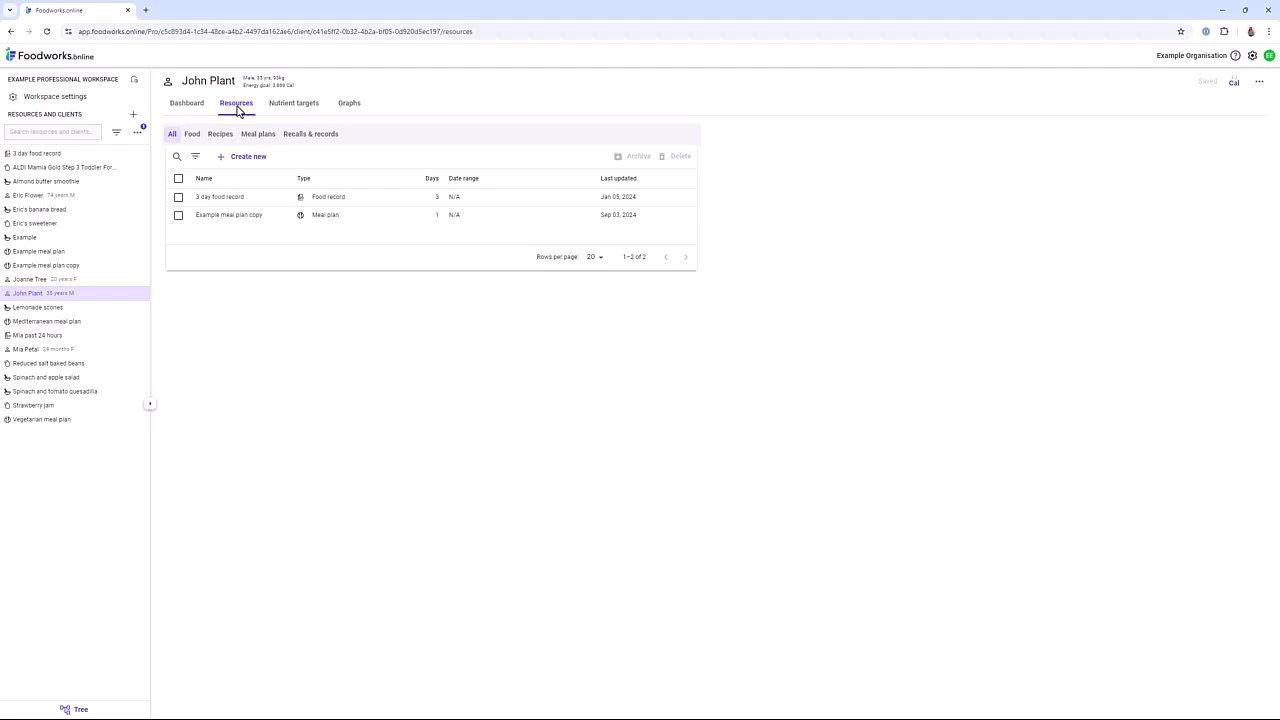 Foodworks.online
app.foodworks.online/Pro/c5c893d4-1c34-48ce-a4b2-4497da162ae6/client/c41e5ff2-0b32-4b2a-bf05-0d920d5ec197/resources
Foodworks.online
Example Organisation
EE
EXAMPLE PROFESSIONAL WORKSPACE
Workspace settings
RESOURCES AND CLIENTS
Search resources and clients...
3 day food record
ALDI Mamia Gold Step 3 Toddler For...
Almond butter smoothie
Eric Flower 74 years M
Eric's banana bread
Eric's sweetener
Example
Example meal plan
Example meal plan copy
Joanne Tree 20 years F
John Plant 35 years M
Lemonade scones
Mediterranean meal plan
Mia past 24 hours
Mia Petal 24 months F
Reduced salt baked beans
Spinach and apple salad
Spinach and tomato quesadilla
Strawberry jam
Vegetarian meal plan
Tree
John Plant
Male, 35 yrs, 93kg
Energy goal: 3,869 Cal
Saved
Cal
Dashboard Resources Nutrient targets Graphs
All Food Recipes Meal plans Recalls & records
Create new Archive Delete
Name Type Days Date range Last updated
3 day food record Food record 3 N/A Jan 05, 2024
Example meal plan copy Meal plan 1 N/A Sep 03, 2024
Rows per page: 20 1–2 of 2